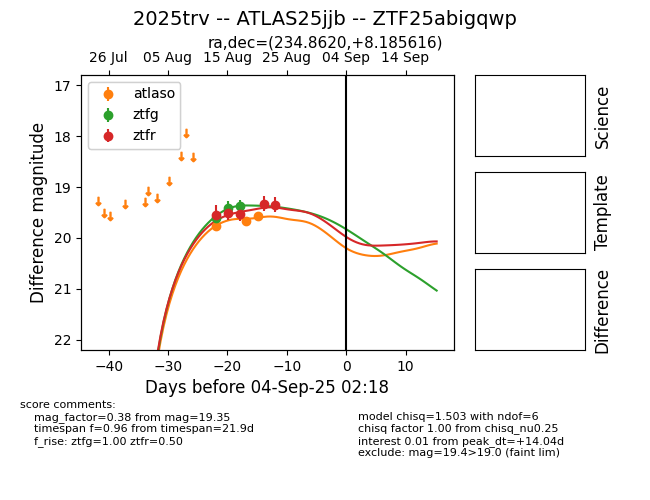 2025trv -- ATLAS25jjb -- ZTF25abigqwp
ra,dec=(234.8620,+8.185616)
26 Jul 05 Aug 15 Aug 25 Aug 04 Sep 14 Sep
atlaso
ztfg
ztfr
17
18
19
20
21
22
Difference magnitude
−40 −30 −20 −10 0 10
Days before 04-Sep-25 02:18
Science
Template
Difference
score comments:
mag_factor=0.38 from mag=19.35
timespan f=0.96 from timespan=21.9d
f_rise: ztfg=1.00 ztfr=0.50
model chisq=1.503 with ndof=6
chisq factor 1.00 from chisq_nu0.25
interest 0.01 from peak_dt=+14.04d
exclude: mag=19.4>19.0 (faint lim)